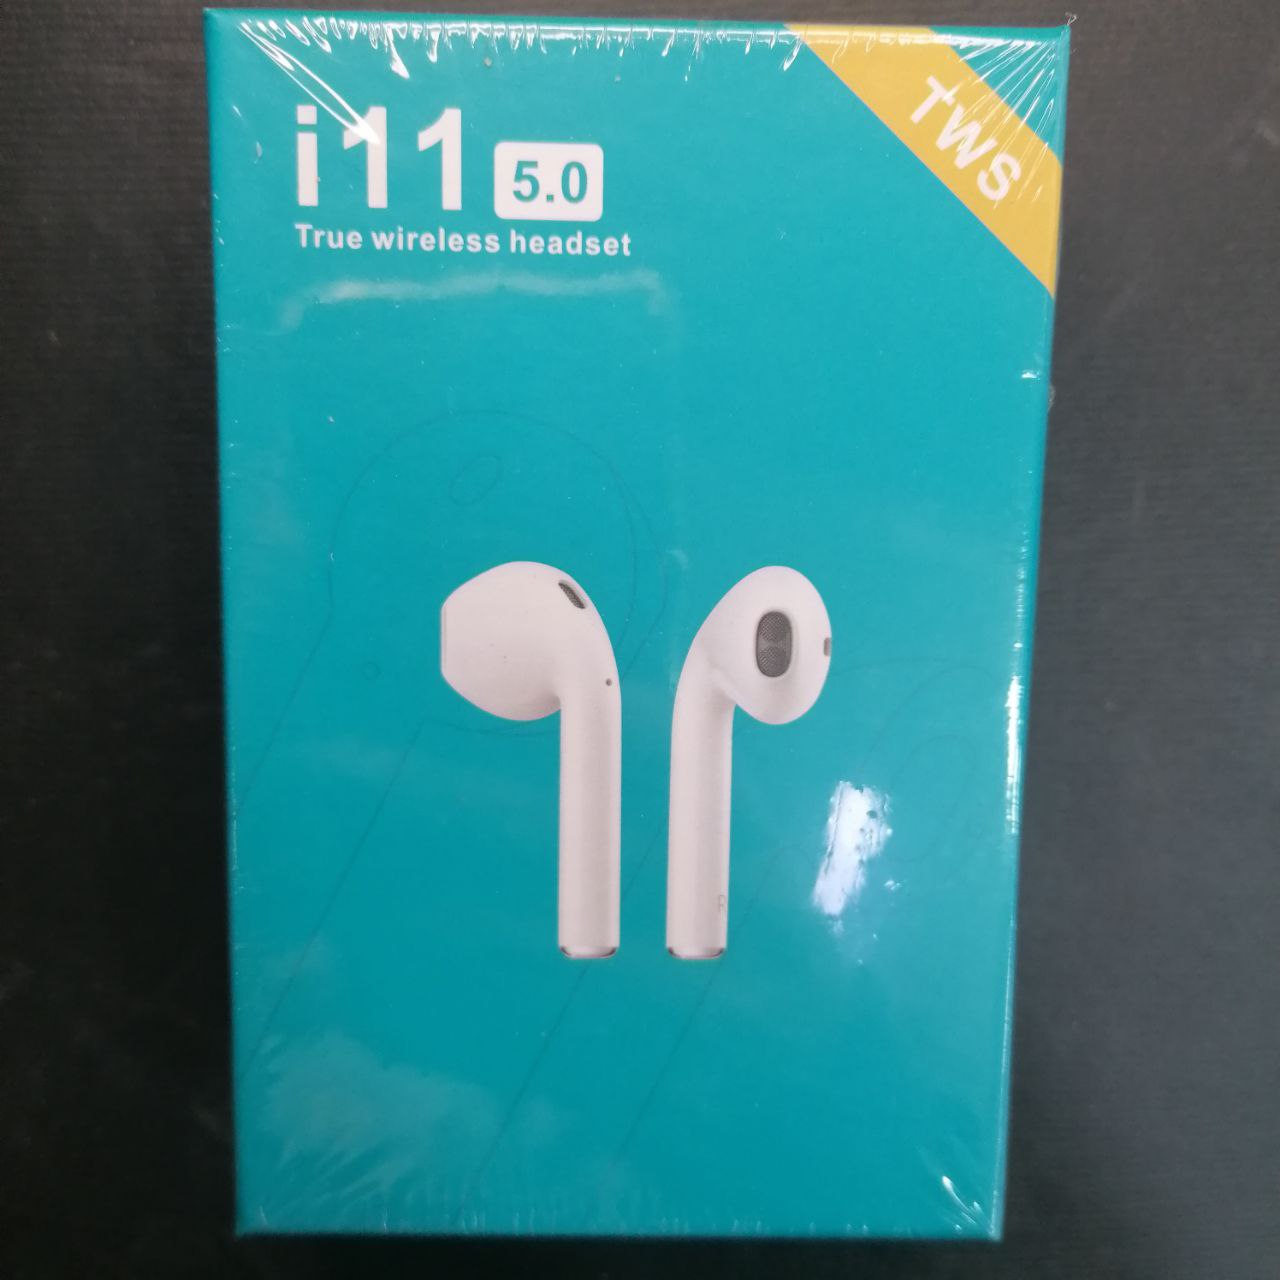 i11 5.0
True wireless headset
TWS
R